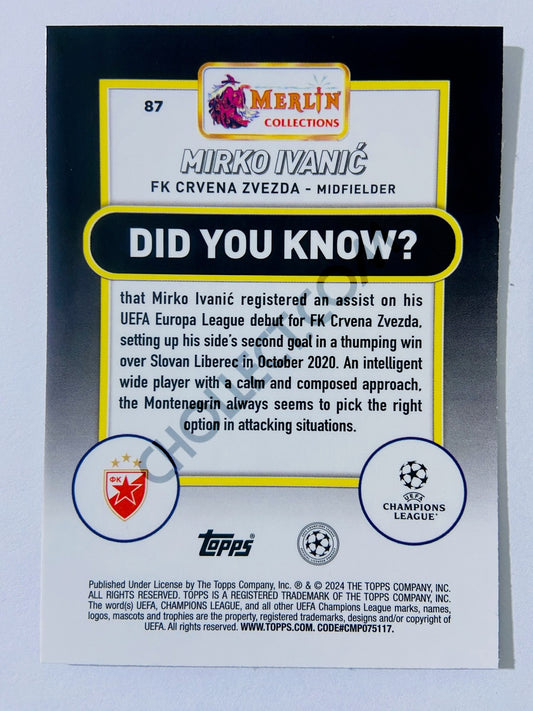 87
MERLIN
COLLECTIONS
MIRKO IVANIĆ
FK CRVENA ZVEZDA - MIDFIELDER
DID YOU KNOW?
that Mirko Ivanić registered an assist on his
UEFA Europa League debut for FK Crvena Zvezda,
setting up his side's second goal in a thumping win
over Slovan Liberec in October 2020. An intelligent
wide player with a calm and composed approach,
the Montenegrin always seems to pick the right
option in attacking situations.
CHOLLECT.COM
ФК
UEFA
CHAMPIONS
LEAGUE®
topps®
Published Under License by The Topps Company, Inc. ® & © 2024 THE TOPPS COMPANY, INC.
ALL RIGHTS RESERVED. TOPPS IS A REGISTERED TRADEMARK OF THE TOPPS COMPANY, INC.
The word(s) UEFA, CHAMPIONS LEAGUE, and all other UEFA Champions League marks, names,
logos, mascots and trophies are the property, registered trademarks, designs and/or copyright of
UEFA. All rights reserved. WWW.TOPPS.COM. CODE#CMP075117.